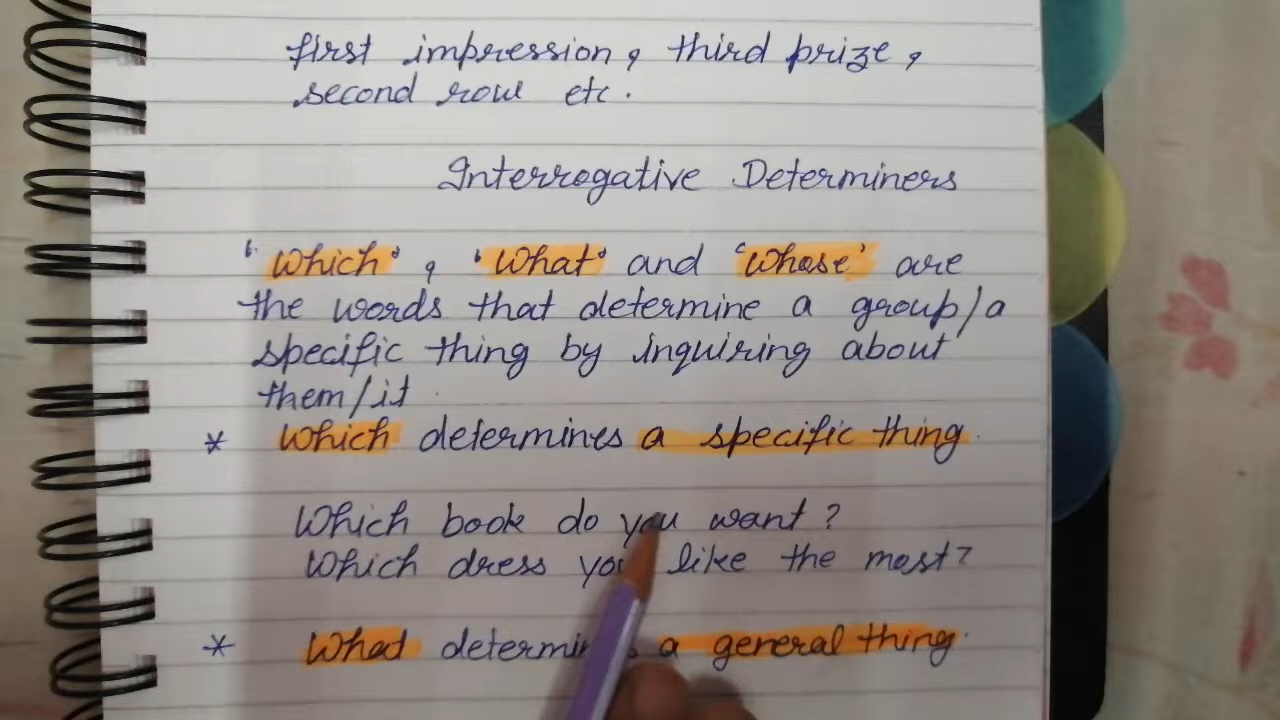 first impression, third prize,
second row etc.
Interrogative Determiners
'Which', 'What' and 'Whose' are
the words that determine a group/a
specific thing by inquiring about
them/it
* Which determines a specific thing.
Which book do you want?
Which dress you like the most?
* What a general thing.